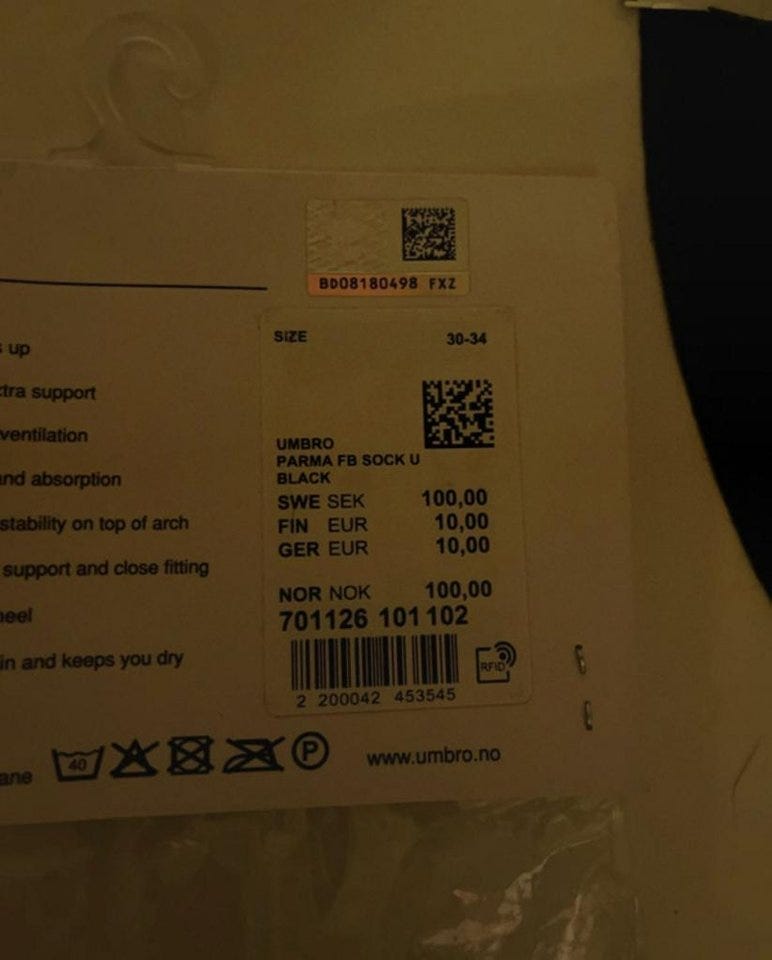 BD08180498 FXZ
SIZE 30-34
UMBRO
PARMA FB SOCK U
BLACK
SWE SEK 100,00
FIN EUR 10,00
GER EUR 10,00
NOR NOK 100,00
701126 101 102
RFID
2 200042 453545
up
tra support
ventilation
nd absorption
stability on top of arch
support and close fitting
heel
in and keeps you dry
ane
40
P
www.umbro.no